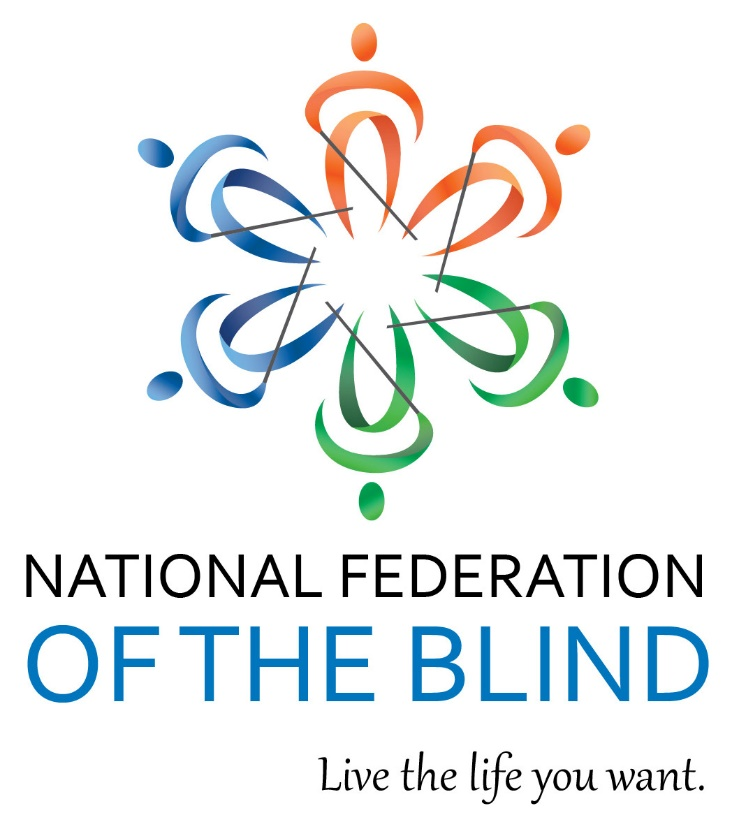 NATIONAL FEDERATION
OF THE BLIND
Live the life you want.